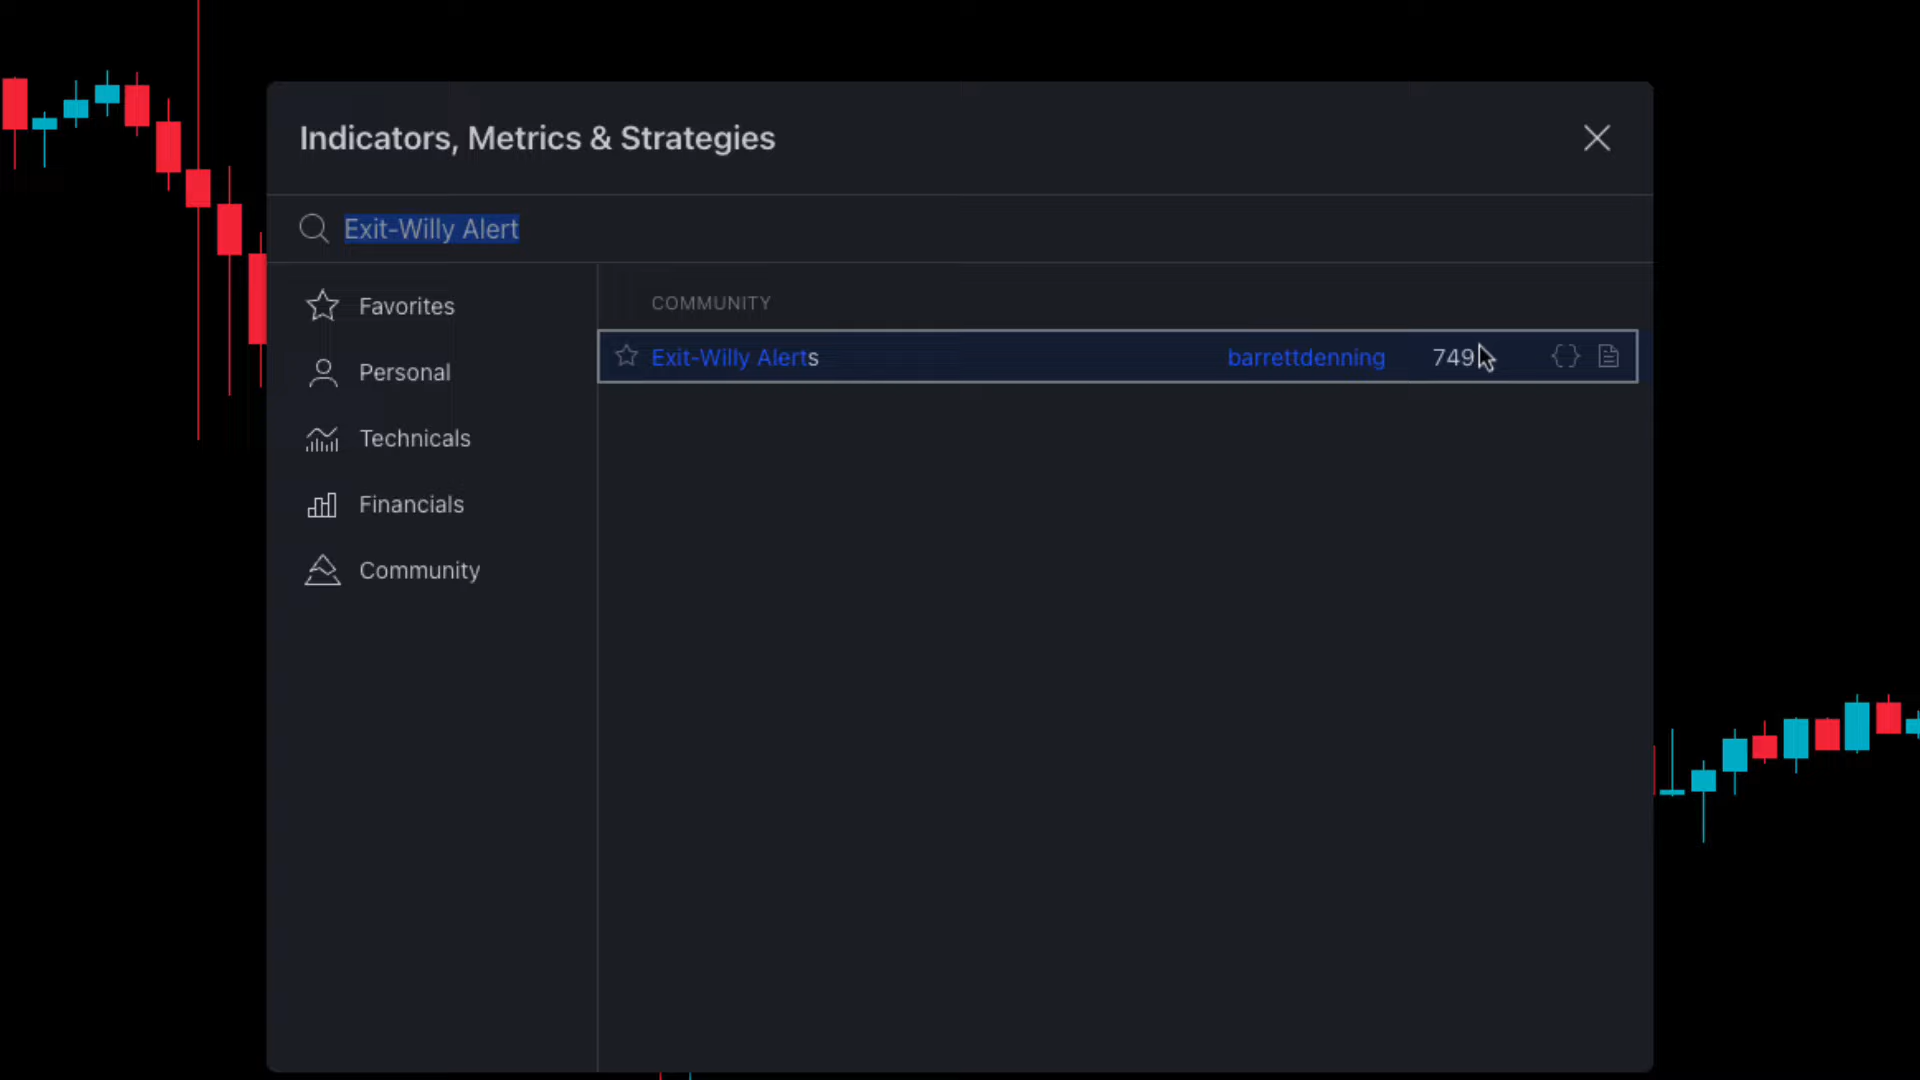 Indicators, Metrics & Strategies
Exit-Willy Alert
Favorites
Personal
Technicals
Financials
Community
COMMUNITY
Exit-Willy Alerts barrettdenning 749